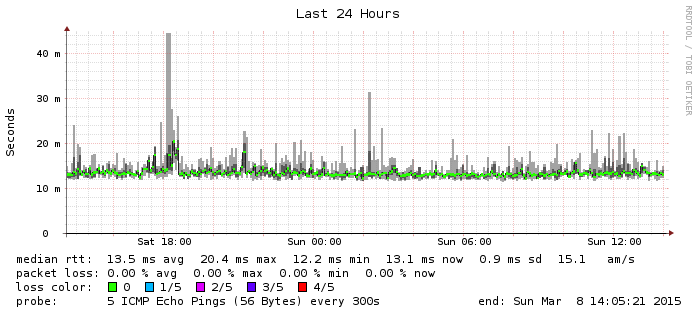 Last 24 Hours
RRDTOOL / TOBI OETIKER
Seconds
40 m
30 m
20 m
10 m
0
Sat 18:00 Sun 00:00 Sun 06:00 Sun 12:00
median rtt: 13.5 ms avg 20.4 ms max 12.2 ms min 13.1 ms now 0.9 ms sd 15.1 am/s
packet loss: 0.00 % avg 0.00 % max 0.00 % min 0.00 % now
loss color: 0 1/5 2/5 3/5 4/5
probe: 5 ICMP Echo Pings (56 Bytes) every 300s end: Sun Mar 8 14:05:21 2015